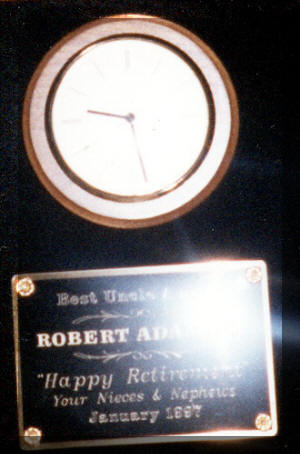 Best Uncle
ROBERT
"Happy Retirement"
Your Nieces & Nephews
January 1997